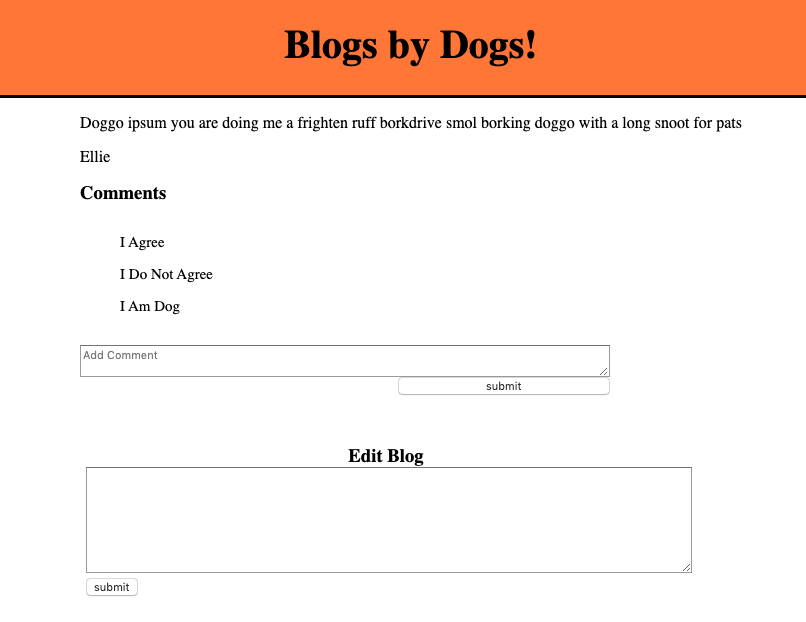 Blogs by Dogs!
Doggo ipsum you are doing me a frighten ruff borkdrive smol borking doggo with a long snoot for pats
Ellie
Comments
I Agree
I Do Not Agree
I Am Dog
Add Comment
submit
Edit Blog
submit